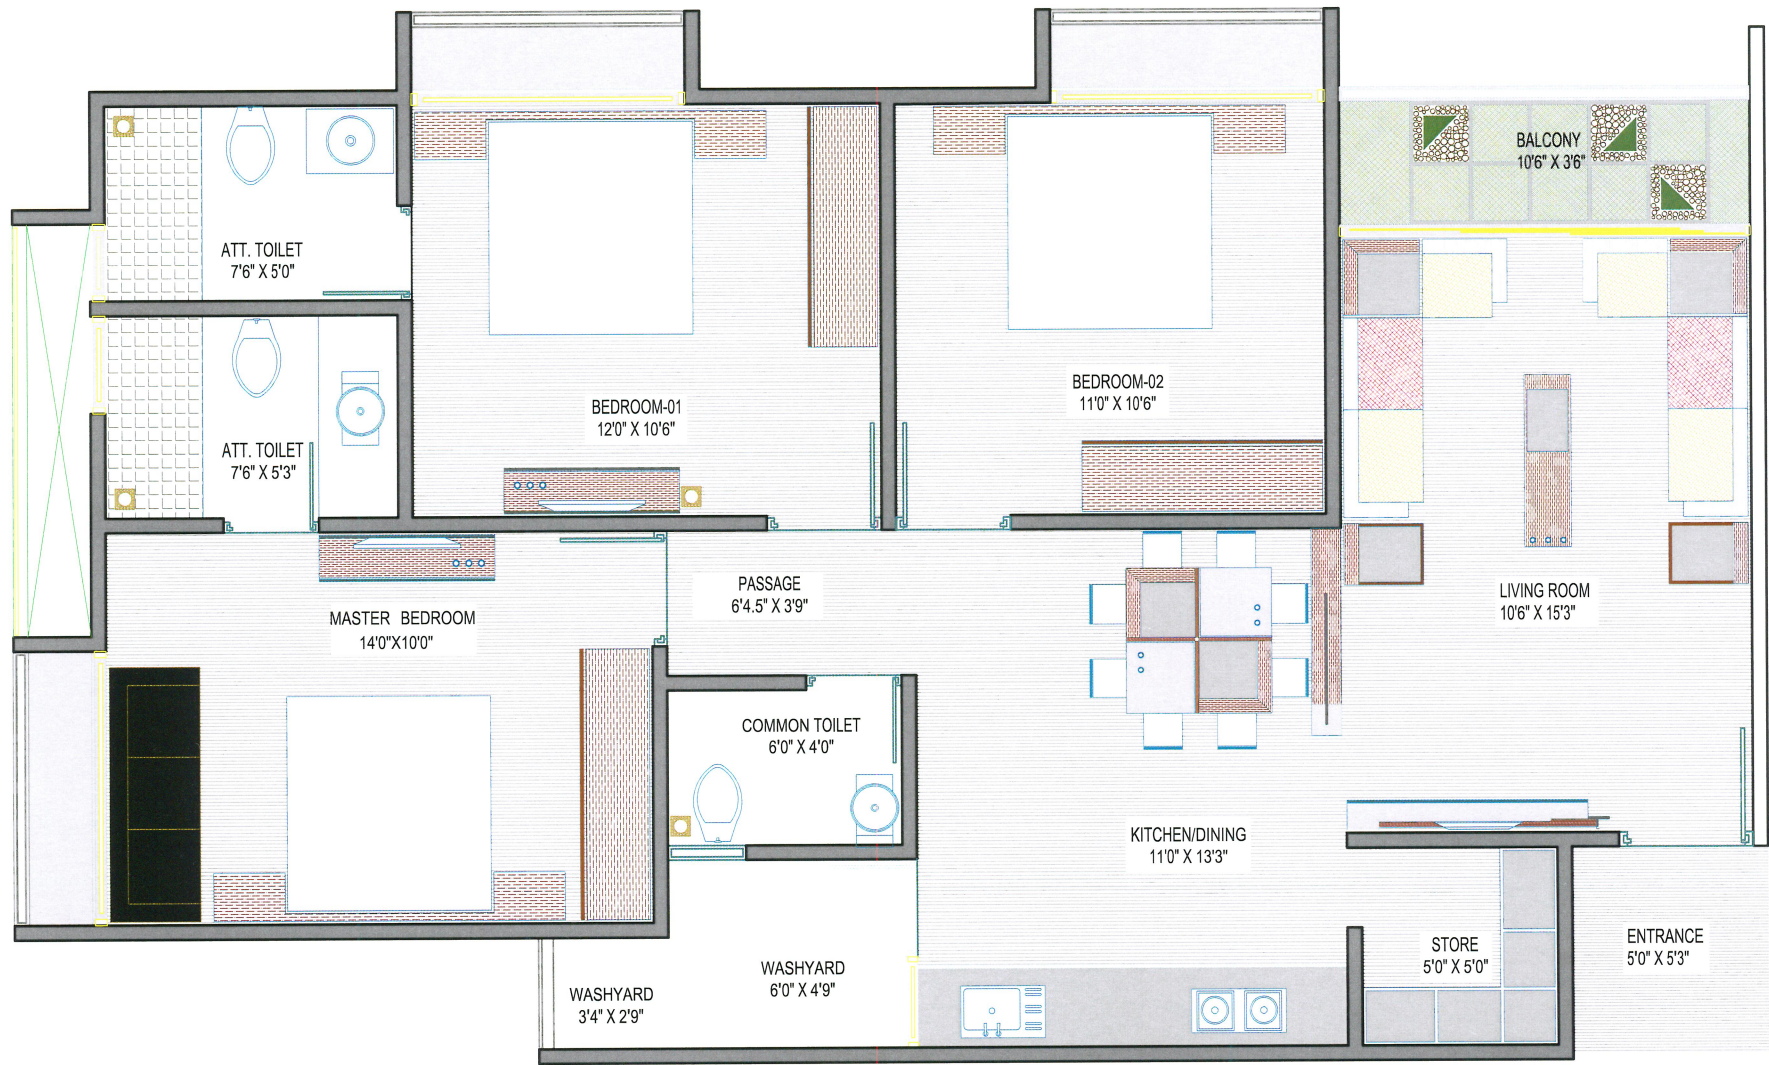 BALCONY
10'6" X 3'6"
ATT. TOILET
7'6" X 5'0"
ATT. TOILET
7'6" X 5'3"
BEDROOM-01
12'0" X 10'6"
BEDROOM-02
11'0" X 10'6"
MASTER BEDROOM
14'0"X10'0"
PASSAGE
6'4.5" X 3'9"
LIVING ROOM
10'6" X 15'3"
COMMON TOILET
6'0" X 4'0"
KITCHEN/DINING
11'0" X 13'3"
WASHYARD
3'4" X 2'9"
WASHYARD
6'0" X 4'9"
STORE
5'0" X 5'0"
ENTRANCE
5'0" X 5'3"